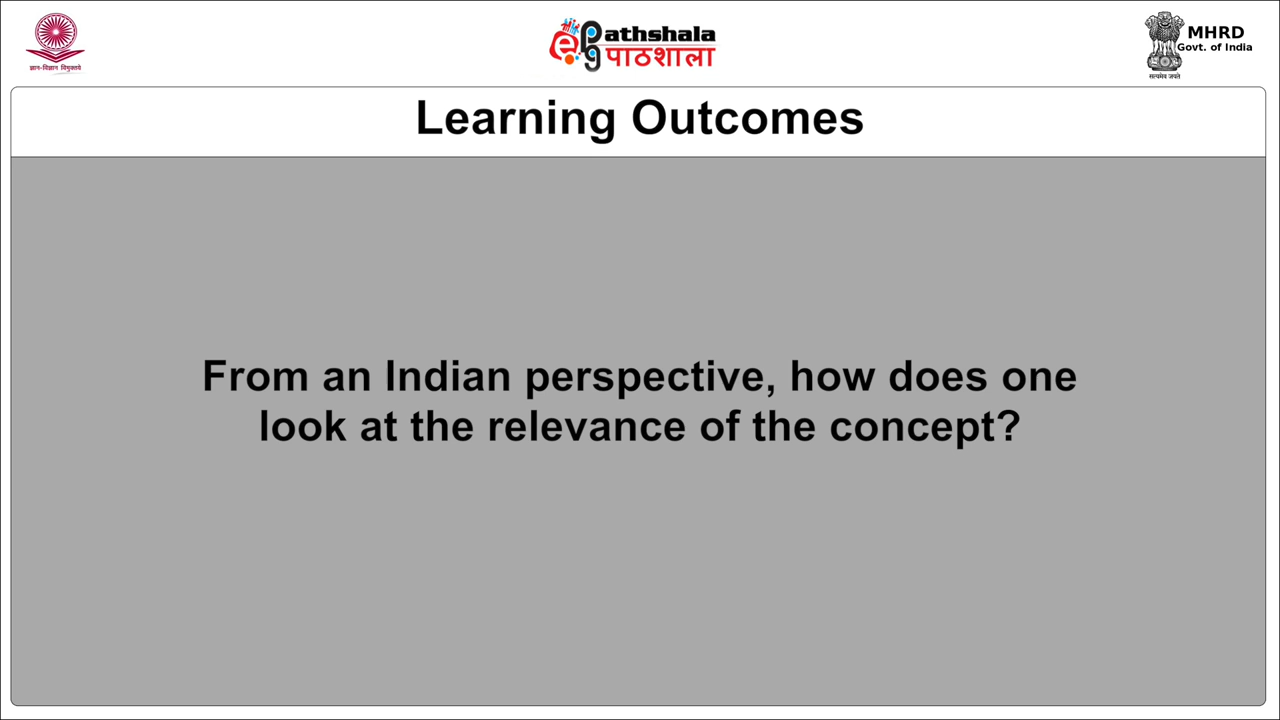 ज्ञान-विज्ञान विमुक्तये
epgathshala
पाठशाला
MHRD
Govt. of India
सत्यमेव जयते
Learning Outcomes
From an Indian perspective, how does one
look at the relevance of the concept?